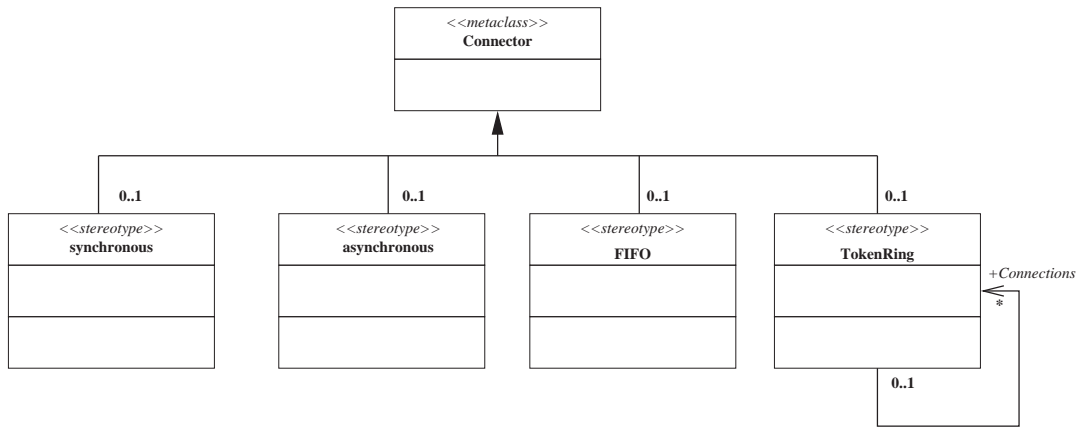 <<metaclass>>
Connector
0..1
0..1
0..1
0..1
<<stereotype>>
synchronous
<<stereotype>>
asynchronous
<<stereotype>>
FIFO
<<stereotype>>
TokenRing
+Connections
*
0..1